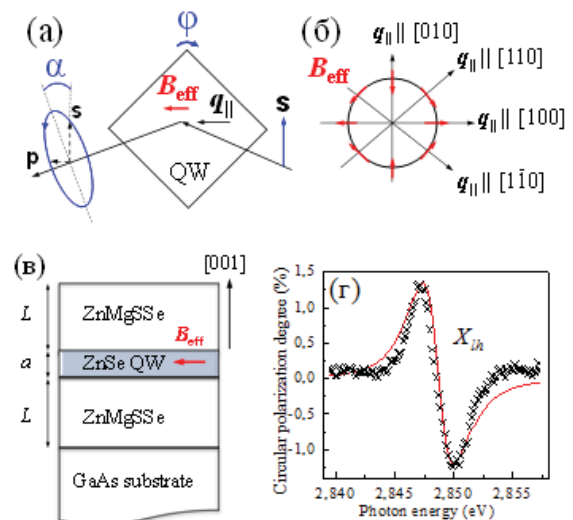 (а)
φ
α
s
B_eff
q_||
s
p
QW
(б)
q_|| || [010]
B_eff
q_|| || [110]
q_|| || [100]
q_|| || [11̄0]
(в)
[001]
L
ZnMgSSe
B_eff
a
ZnSe QW
L
ZnMgSSe
GaAs substrate
(г)
Circular polarization degree (%)
1,5
1,0
0,5
0,0
-0,5
-1,0
X_lh
2,840 2,845 2,850 2,855
Photon energy (eV)